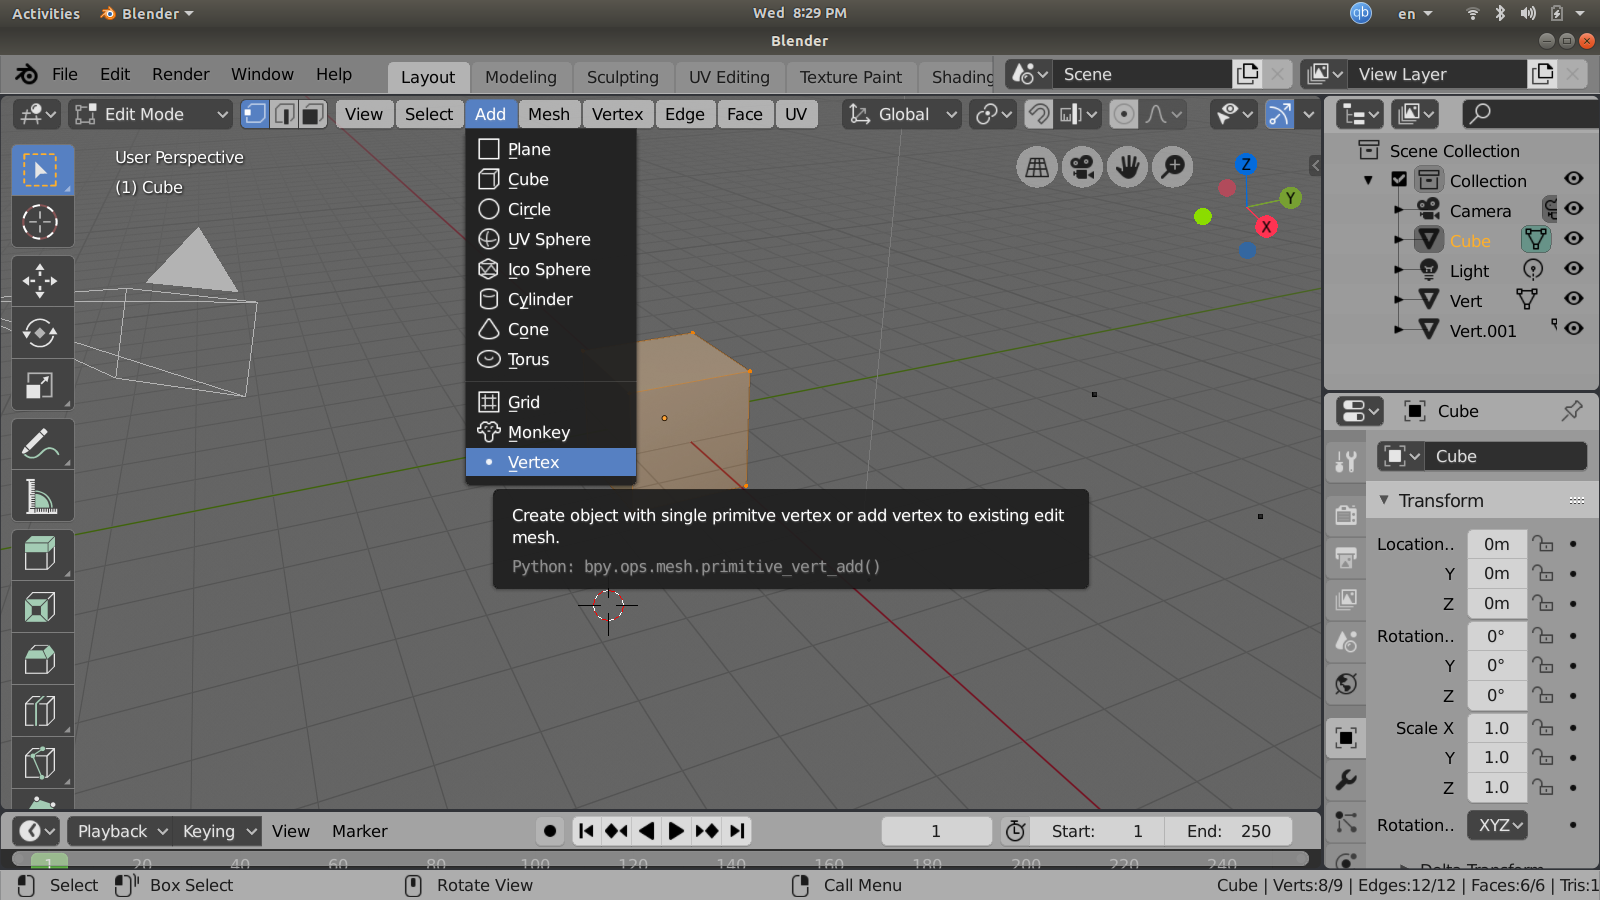 Activities Blender Wed 8:29 PM en
Blender
File Edit Render Window Help Layout Modeling Sculpting UV Editing Texture Paint Shading Scene View Layer
Edit Mode View Select Add Mesh Vertex Edge Face UV Global
User Perspective
(1) Cube
Plane
Cube
Circle
UV Sphere
Ico Sphere
Cylinder
Cone
Torus
Grid
Monkey
Vertex
Create object with single primitve vertex or add vertex to existing edit
mesh.
Python: bpy.ops.mesh.primitive_vert_add()
Z
Y
X
Scene Collection
Collection
Camera
Cube
Light
Vert
Vert.001
Cube
Cube
Transform
Location.. 0m
Y 0m
Z 0m
Rotation.. 0°
Y 0°
Z 0°
Scale X 1.0
Y 1.0
Z 1.0
Rotation.. XYZ
Delta Transform
Playback Keying View Marker 1 Start: 1 End: 250
1 20 40 60 80 100 120 140 160 180 200 220 240
Select Box Select Rotate View Call Menu Cube | Verts:8/9 | Edges:12/12 | Faces:6/6 | Tris:1